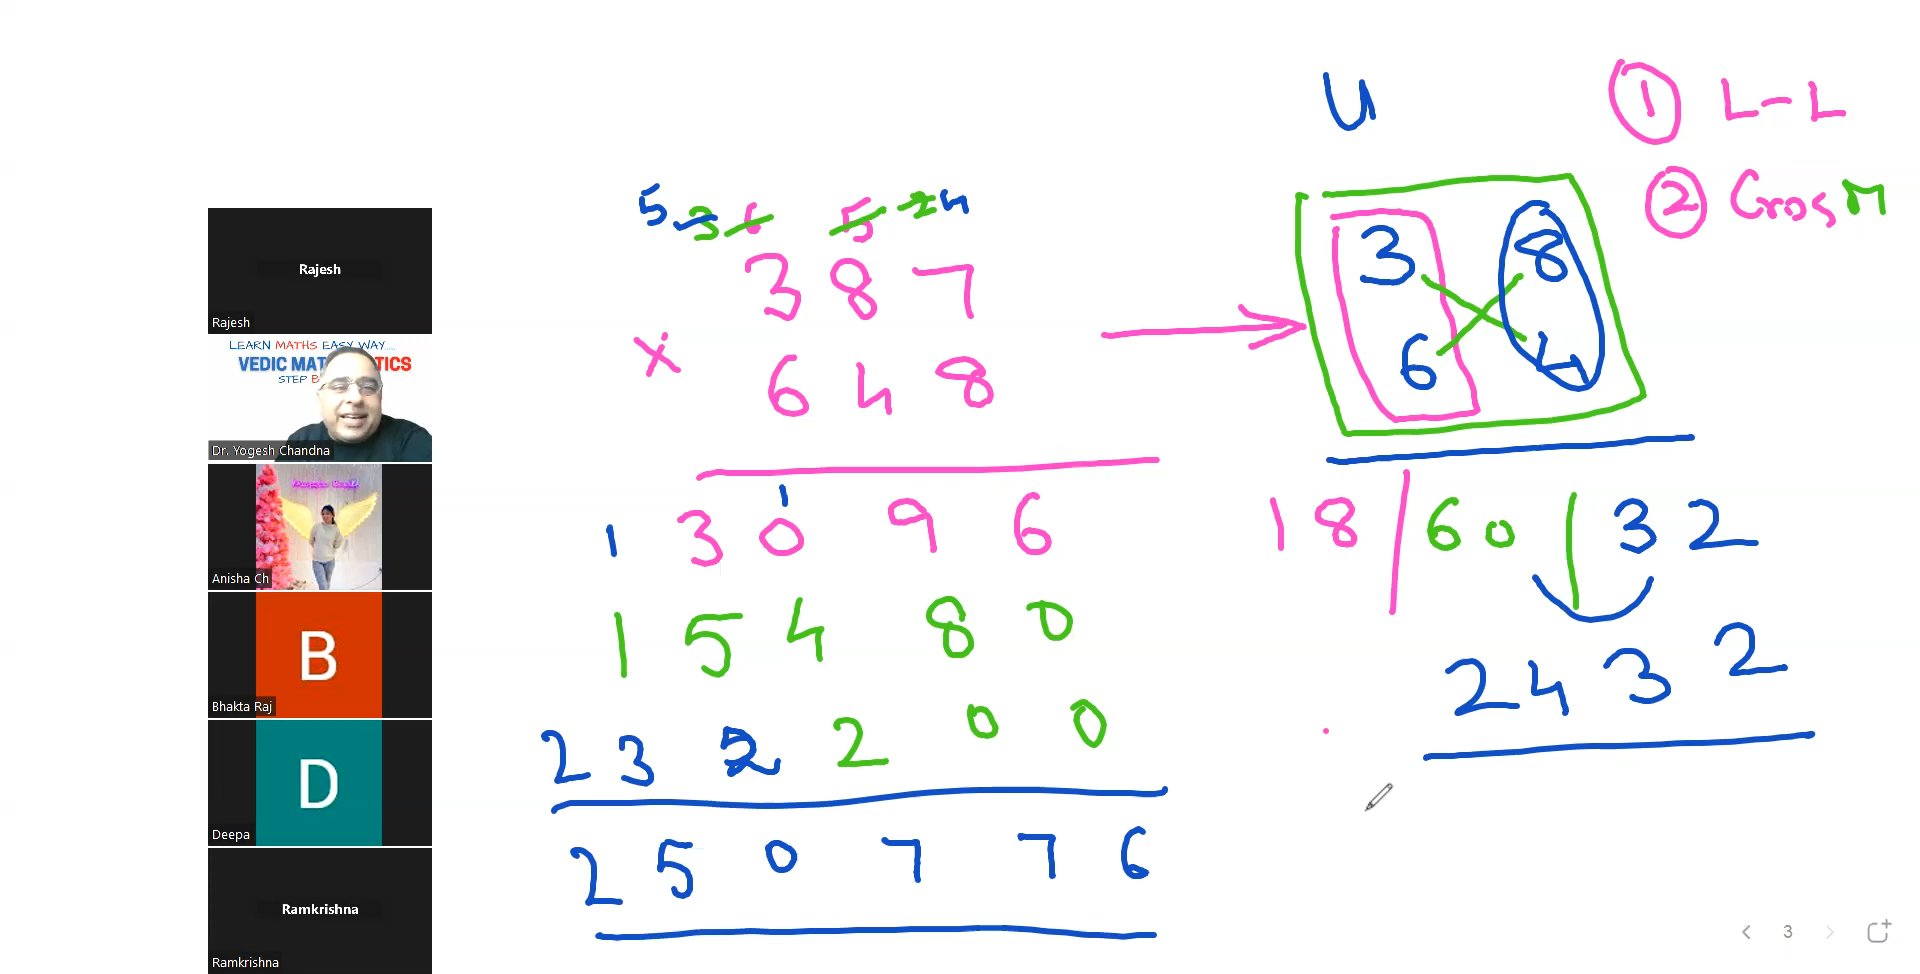 Rajesh
Rajesh
LEARN MATHS EASY WAY....
VEDIC MAT TICS
STEP B
Dr. Yogesh Chandna
Anisha Ch
B
Bhakta Raj
D
Deepa
Ramkrishna
Ramkrishna
5 3 6 5 2 4
3 8 7
× 6 4 8
1
1 3 0 9 6
1 5 4 8 0
2 3 2 2 0 0
2 5 0 7 7 6
U
3 8
6 4
18 | 60 | 32
2 4 3 2
① L-L
② Cros M
3